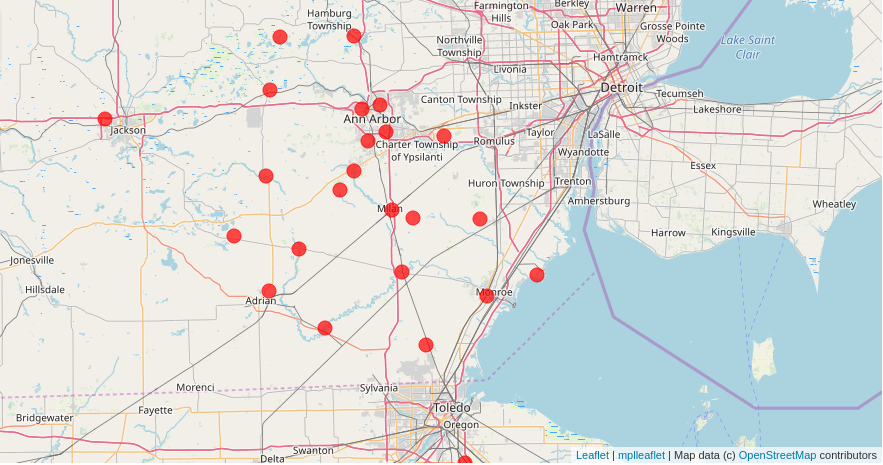 Hamburg
Township
Farmington
Hills
Berkley
Warren
Oak Park
Grosse Pointe
Woods
Northville
Township
Lake Saint
Clair
Hamtramck
Livonia
Detroit
Tecumseh
Canton Township
Inkster
Lakeshore
Ann Arbor
Jackson
Taylor
LaSalle
Charter Township
of Ypsilanti
Romulus
Wyandotte
Essex
Huron Township
Trenton
Amherstburg
Wheatley
Milan
Harrow
Kingsville
Jonesville
Hillsdale
Monroe
Adrian
Morenci
Sylvania
Toledo
Fayette
Bridgewater
Oregon
Swanton
Delta
Leaflet | mplleaflet | Map data (c) OpenStreetMap contributors